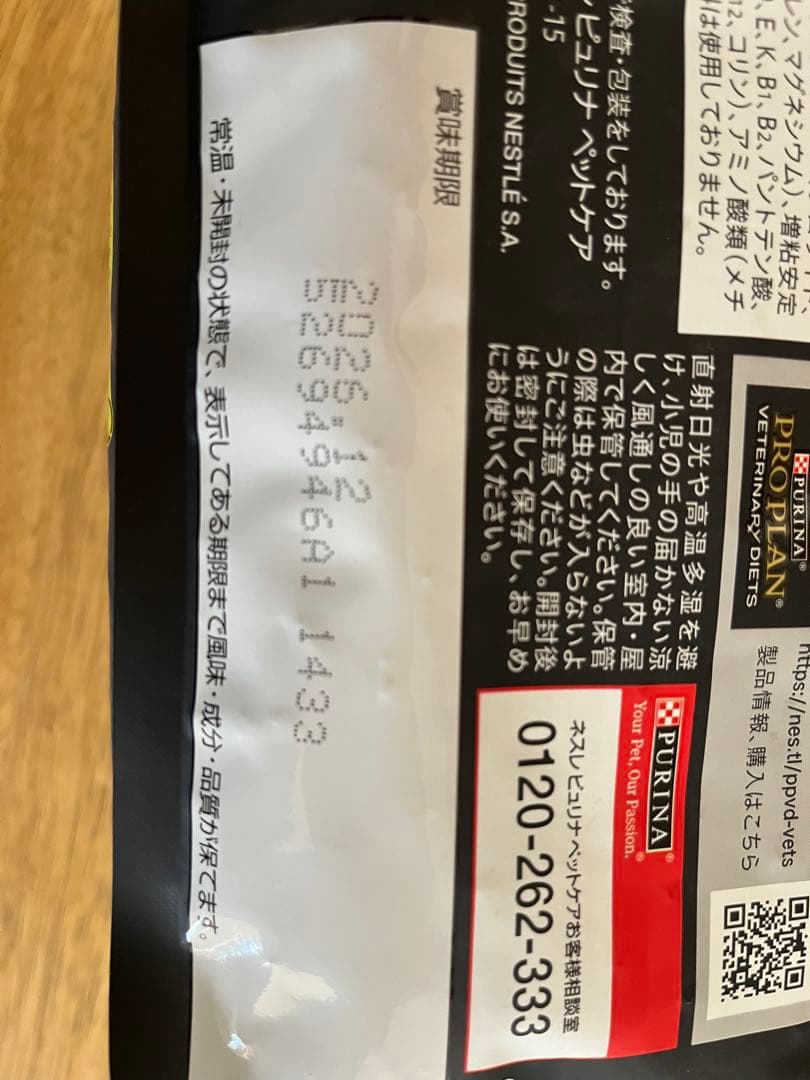 レン、マグネシウム)、増粘安定
、E、K、B1、B2、パントテン酸、
12、コリン)、アミノ酸類(メチ
は使用しておりません。
検査・包装をしております。
ピュリナ ペットケア
-15
PRODUITS NESTLÉ S.A.
賞味期限
2026.12
52694946A1 1433
常温・未開封の状態で、表示してある期限まで風味・成分・品質が保てます。
直射日光や高温多湿を避
け、小児の手の届かない涼
しく風通しの良い室内・屋
内で保管してください。保管
の際は虫などが入らないよ
うにご注意ください。開封後
は密封して保存し、お早め
にお使いください。
PURINA®
PRO PLAN®
VETERINARY DIETS
https://nes.tl/ppvd-vets
製品情報、購入はこちら
PURINA®
Your Pet, Our Passion.®
ネスレ ピュリナ ペットケアお客様相談室
0120-262-333